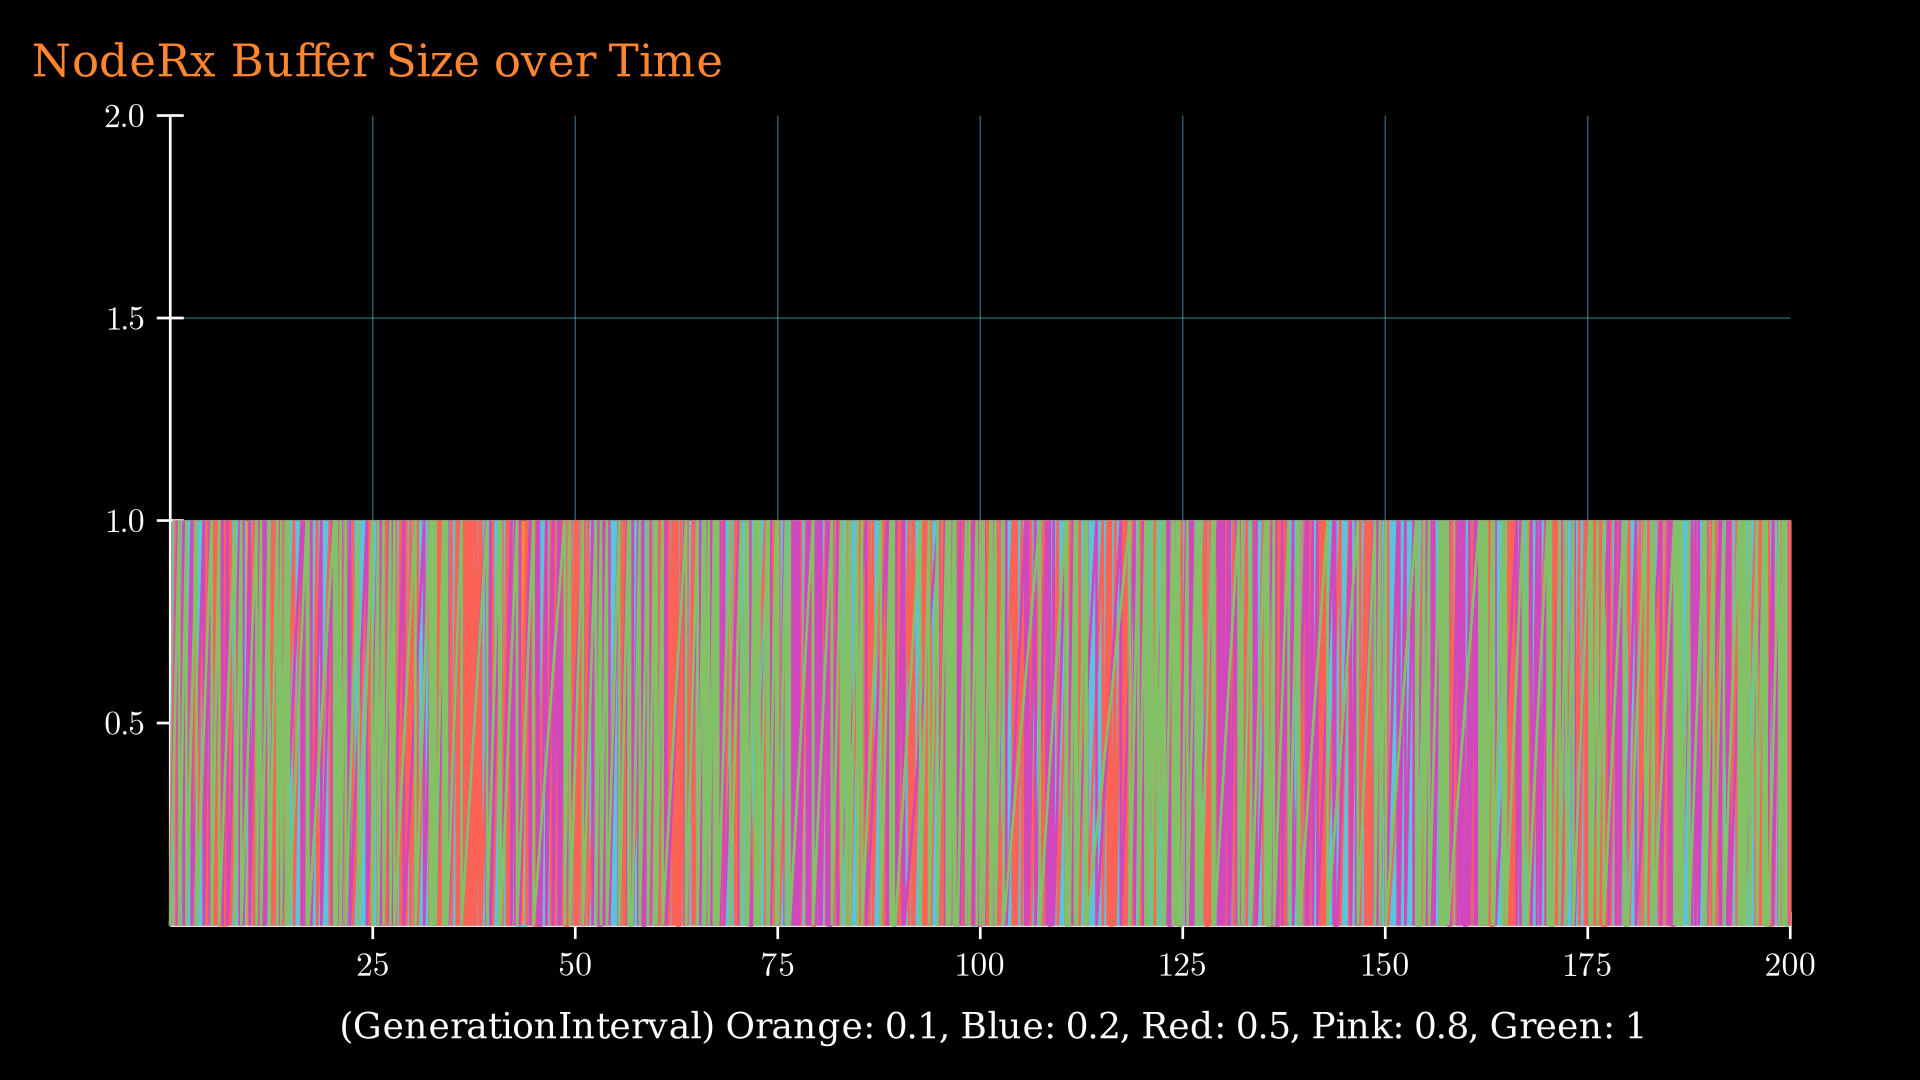 NodeRx Buffer Size over Time
2.0
1.5
1.0
0.5
25 50 75 100 125 150 175 200
(GenerationInterval) Orange: 0.1, Blue: 0.2, Red: 0.5, Pink: 0.8, Green: 1